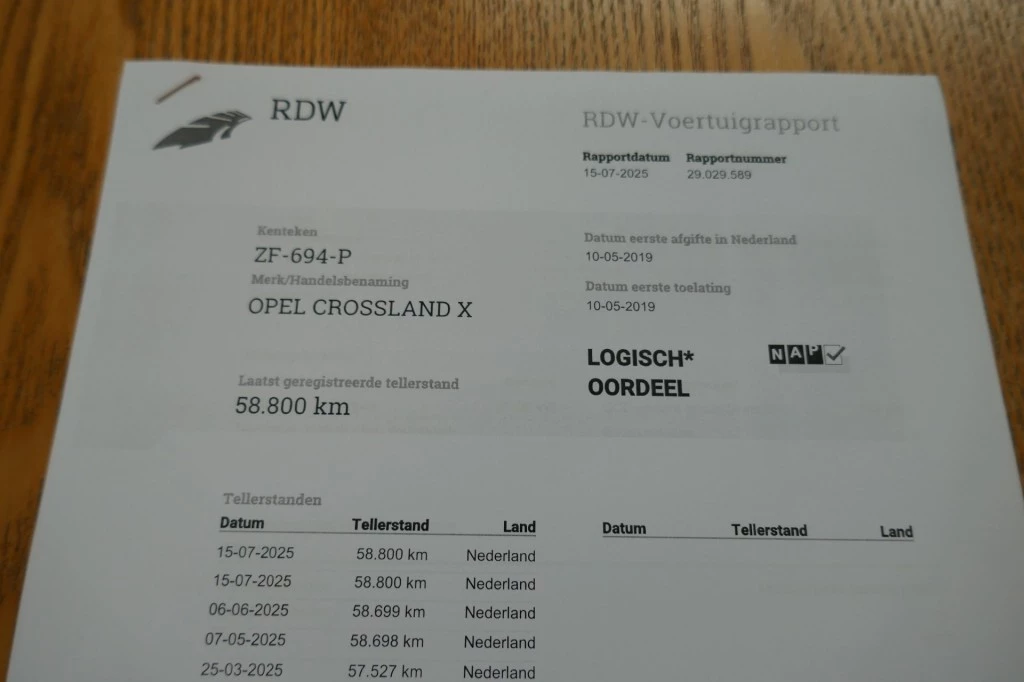 RDW
RDW-Voertuigrapport
Rapportdatum Rapportnummer
15-07-2025 29.029.589
Kenteken
ZF-694-P
Merk/Handelsbenaming
OPEL CROSSLAND X
Laatst geregistreerde tellerstand
58.800 km
Datum eerste afgifte in Nederland
10-05-2019
Datum eerste toelating
10-05-2019
LOGISCH*
OORDEEL
NAP
Tellerstanden
Datum Tellerstand Land
15-07-2025 58.800 km Nederland
15-07-2025 58.800 km Nederland
06-06-2025 58.699 km Nederland
07-05-2025 58.698 km Nederland
25-03-2025 57.527 km Nederland
Datum Tellerstand Land